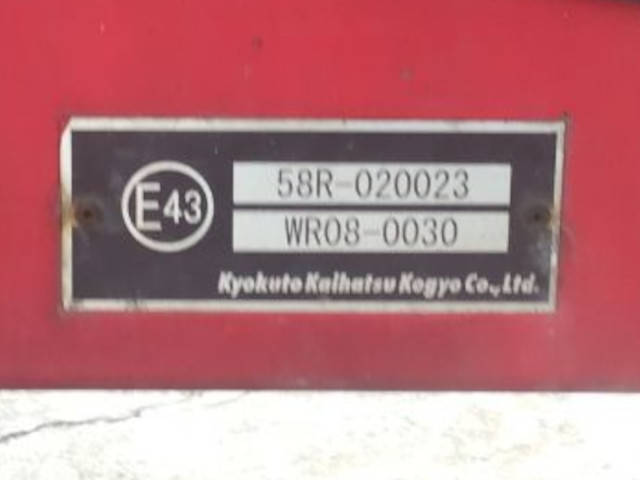 E43
58R-020023
WR08-0030
Kyokuto Kaihatsu Kogyo Co., Ltd.